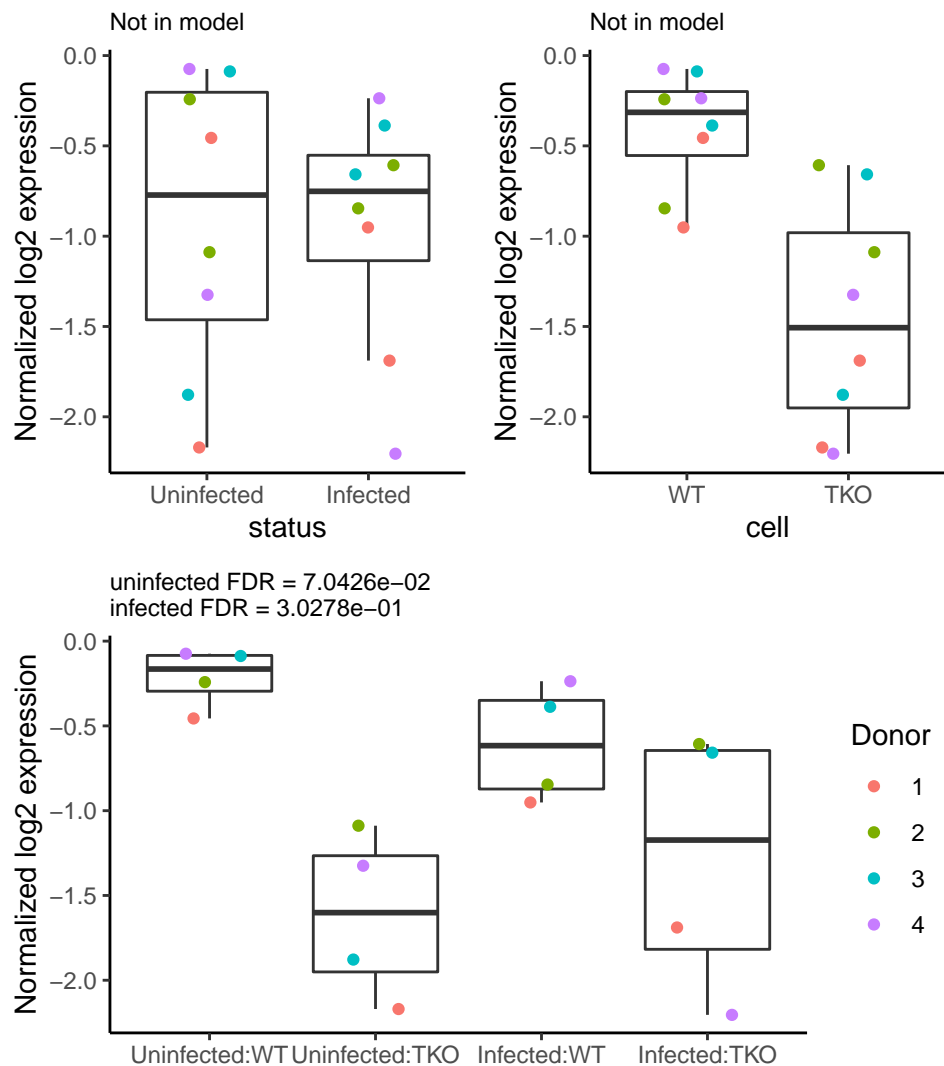 Not in model
Normalized log2 expression
0.0
−0.5
−1.0
−1.5
−2.0
Uninfected Infected
status
Not in model
Normalized log2 expression
0.0
−0.5
−1.0
−1.5
−2.0
WT TKO
cell
uninfected FDR = 7.0426e−02
infected FDR = 3.0278e−01
Normalized log2 expression
0.0
−0.5
−1.0
−1.5
−2.0
Uninfected:WT Uninfected:TKO Infected:WT Infected:TKO
Donor
1
2
3
4